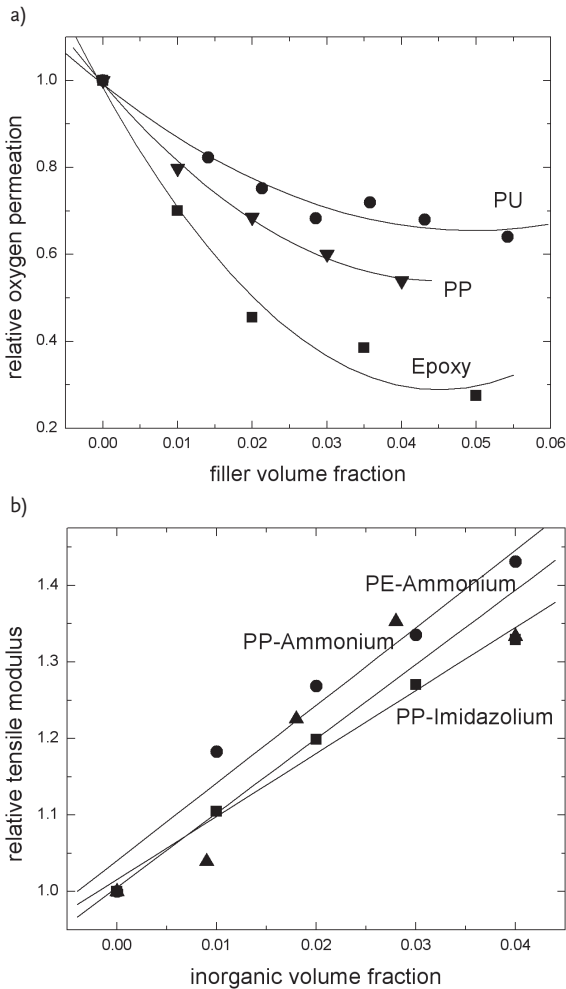 a)
1.0
0.8
0.6
0.4
0.2
relative oxygen permeation
PU
PP
Epoxy
0.00 0.01 0.02 0.03 0.04 0.05 0.06
filler volume fraction
b)
1.4
1.3
1.2
1.1
1.0
relative tensile modulus
PE-Ammonium
PP-Ammonium
PP-Imidazolium
0.00 0.01 0.02 0.03 0.04
inorganic volume fraction